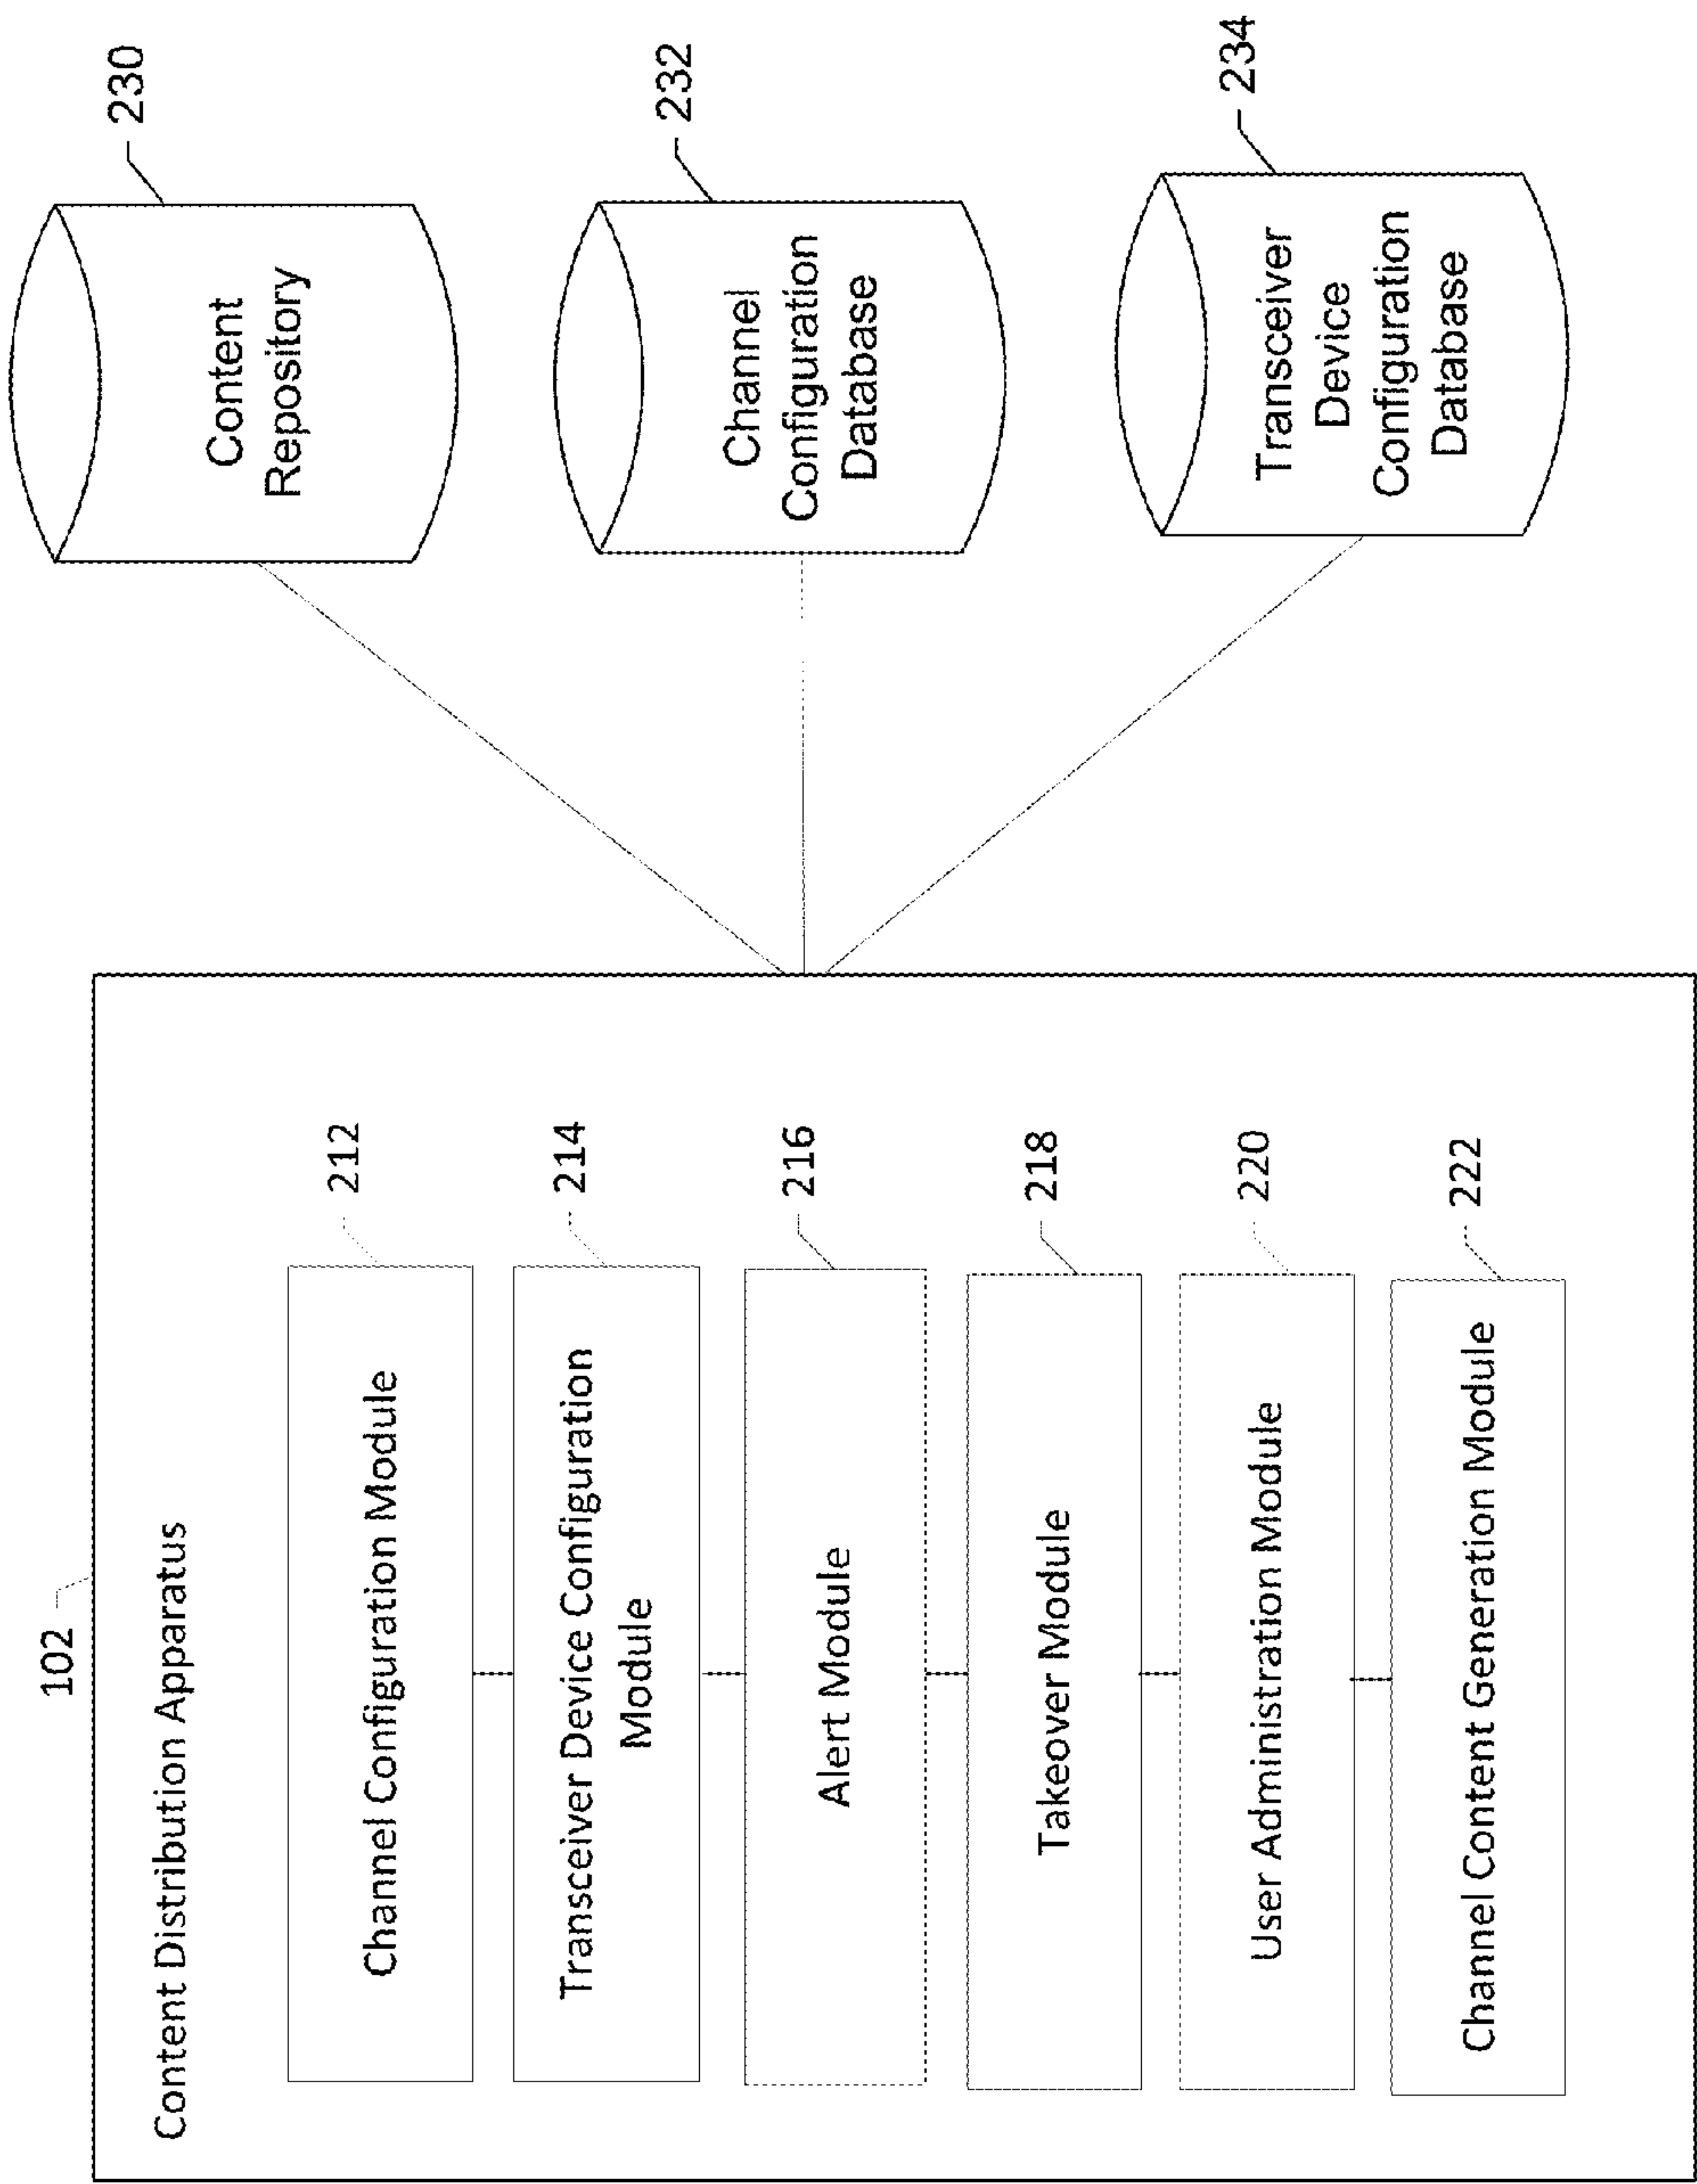 102
Content Distribution Apparatus
Channel Configuration Module
212
Transceiver Device Configuration
Module
214
Alert Module
216
Takeover Module
218
User Administration Module
220
Channel Content Generation Module
222
Content
Repository
230
Channel
Configuration
Database
232
Transceiver
Device
Configuration
Database
234